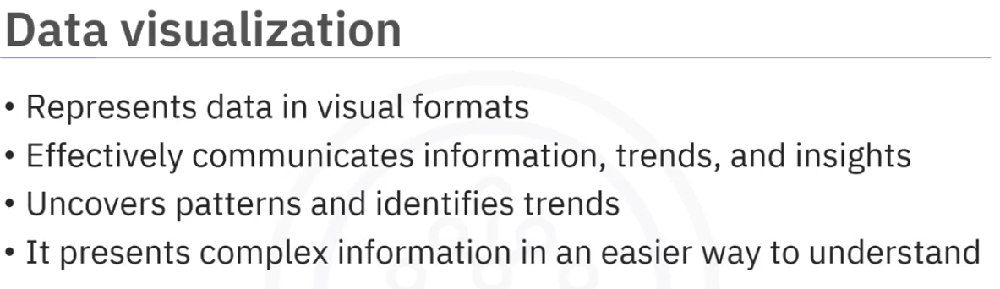 Data visualization
• Represents data in visual formats
• Effectively communicates information, trends, and insights
• Uncovers patterns and identifies trends
• It presents complex information in an easier way to understand